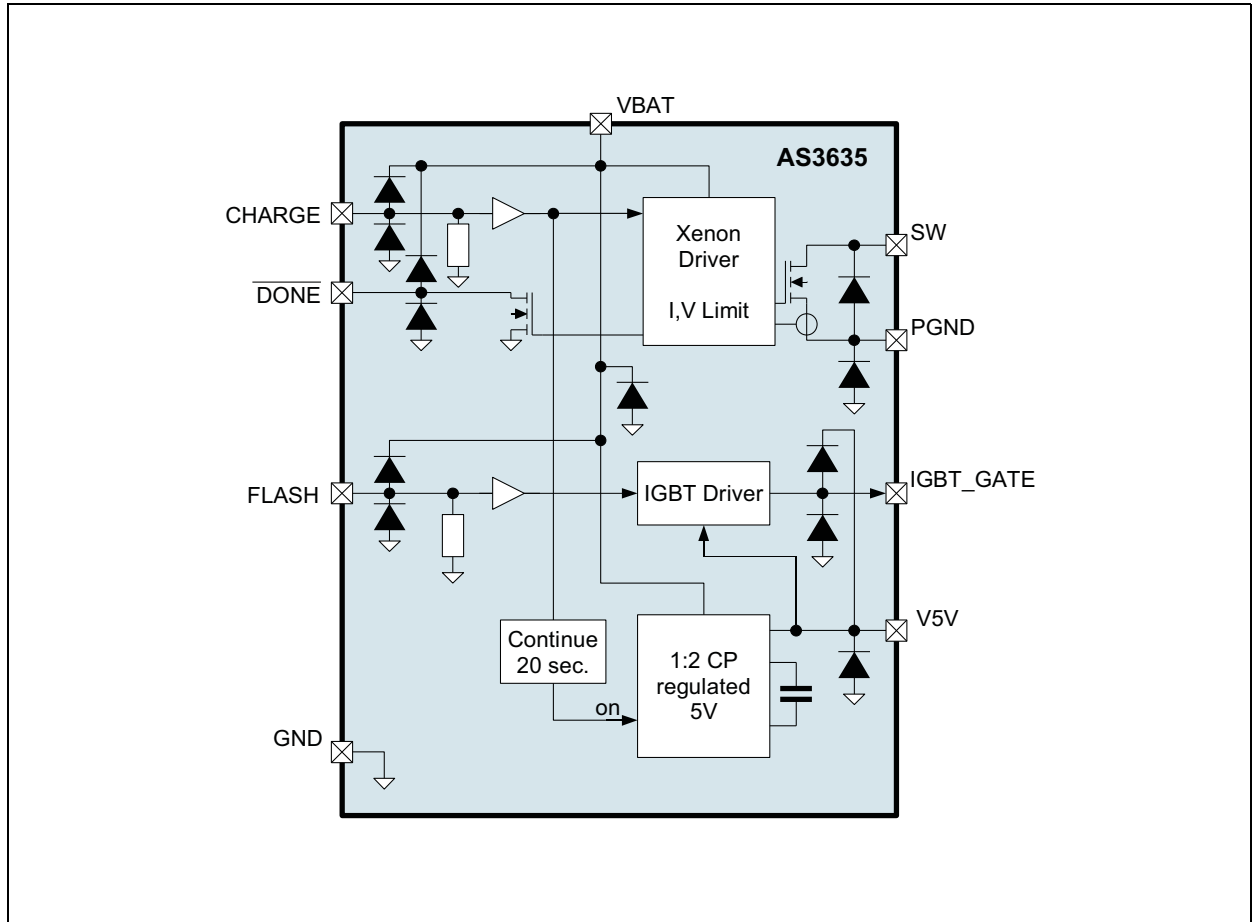 VBAT
AS3635
CHARGE
Xenon
Driver
I,V Limit
SW
DONE
PGND
FLASH
IGBT Driver
IGBT_GATE
V5V
Continue
20 sec.
1:2 CP
regulated
5V
on
GND